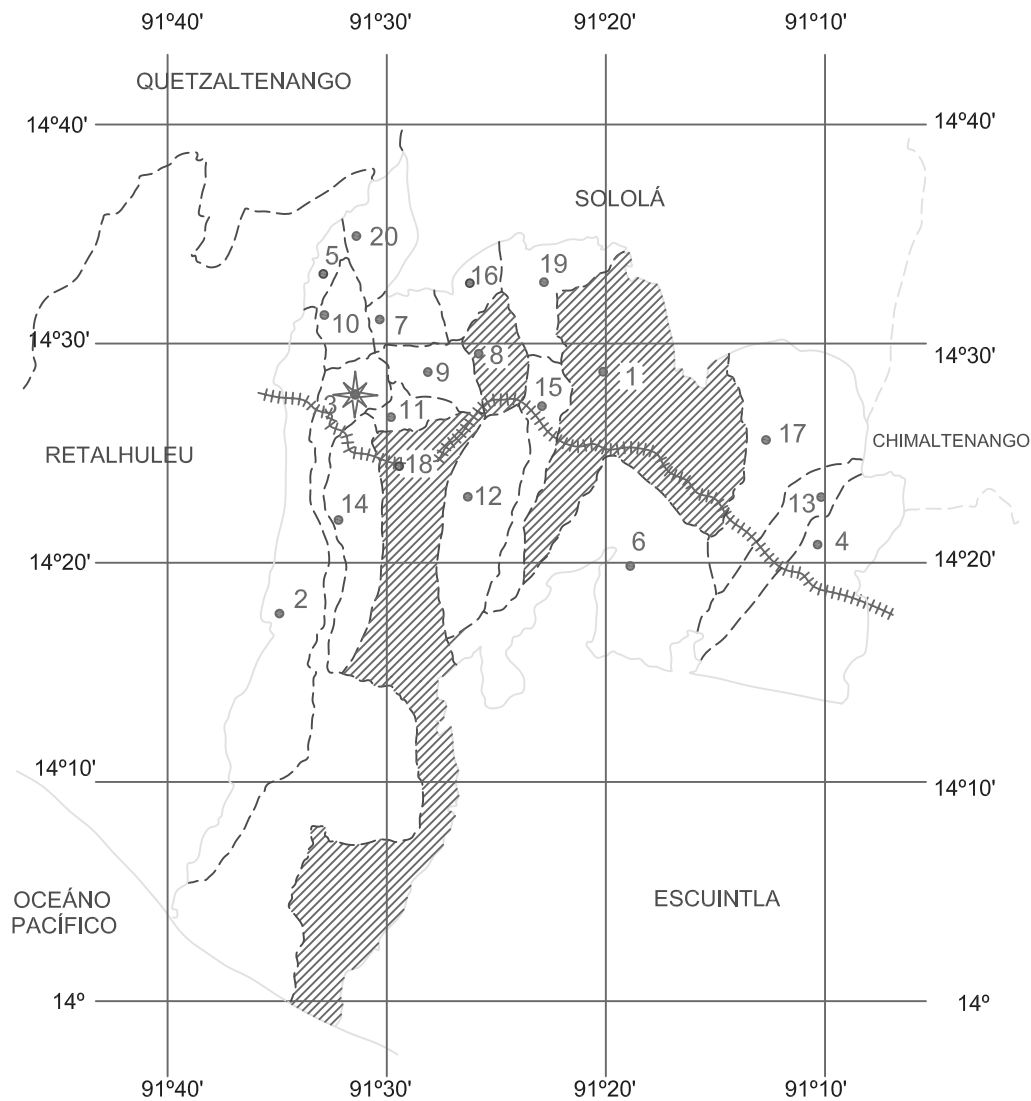 91º40'
91º30'
91º20'
91º10'
QUETZALTENANGO
14º40'
14º40'
SOLOLÁ
20
5
16
19
10
7
14º30'
14º30'
8
9
1
3
11
15
17
RETALHULEU
CHIMALTENANGO
18
12
14
13
6
4
14º20'
14º20'
2
14º10'
14º10'
OCEÁNO
PACÍFICO
ESCUINTLA
14º
14º
91º40'
91º30'
91º20'
91º10'